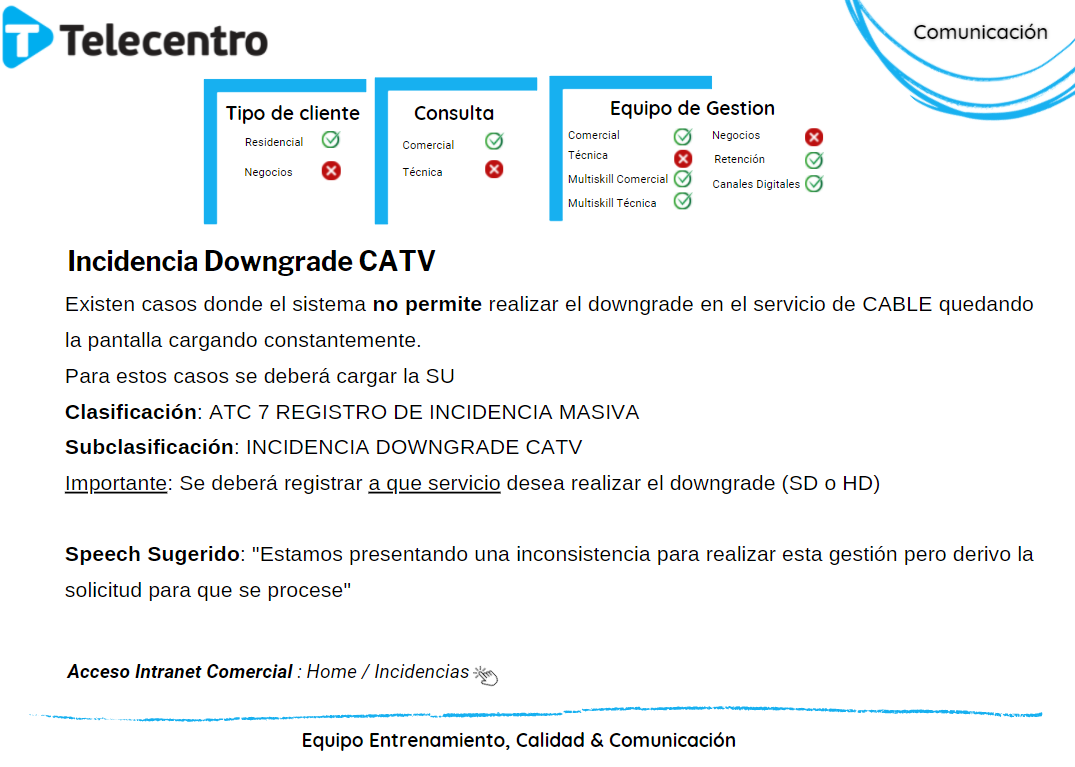 Telecentro
Comunicación
Tipo de cliente
Residencial
Negocios
Consulta
Comercial
Técnica
Equipo de Gestion
Comercial
Técnica
Multiskill Comercial
Multiskill Técnica
Negocios
Retención
Canales Digitales
Incidencia Downgrade CATV
Existen casos donde el sistema no permite realizar el downgrade en el servicio de CABLE quedando
la pantalla cargando constantemente.
Para estos casos se deberá cargar la SU
Clasificación: ATC 7 REGISTRO DE INCIDENCIA MASIVA
Subclasificación: INCIDENCIA DOWNGRADE CATV
Importante: Se deberá registrar a que servicio desea realizar el downgrade (SD o HD)
Speech Sugerido: "Estamos presentando una inconsistencia para realizar esta gestión pero derivo la
solicitud para que se procese"
Acceso Intranet Comercial : Home / Incidencias
Equipo Entrenamiento, Calidad & Comunicación